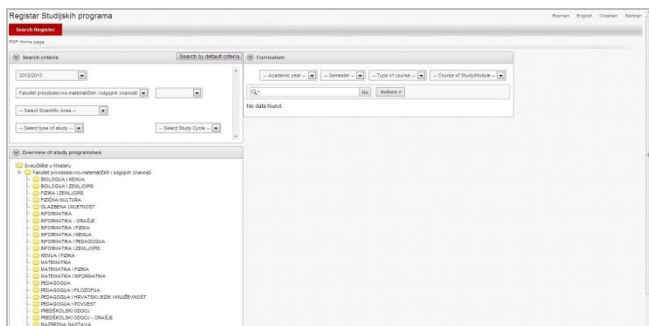 Registar Studijskih programa
Bosnian English Croatian Serbian
Search Register
RSP Home page
Search criteria
Search by default criteria
2012/2013
Fakultet prirodoslovno-matematičkih i odgojnih znanosti
-- Select Scientific Area --
-- Select type of study --
-- Select Study Cycle --
Curriculum
-- Academic year --
-- Semester --
-- Type of course --
-- Course of Study/Module --
Go
Actions
No data found.
Overview of study programmes
Sveučilište u Mostaru
Fakultet prirodoslovno-matematičkih i odgojnih znanosti
BIOLOGIJA I KEMIJA
BIOLOGIJA I ZEMLJOPIS
FIZIKA I ZEMLJOPIS
FIZIČKA KULTURA
GLAZBENA UMJETNOST
INFORMATIKA
INFORMATIKA - ORAŠJE
INFORMATIKA I FIZIKA
INFORMATIKA I KEMIJA
INFORMATIKA I PEDAGOGIJA
INFORMATIKA I ZEMLJOPIS
KEMIJA I FIZIKA
MATEMATIKA
MATEMATIKA I FIZIKA
MATEMATIKA I INFORMATIKA
PEDAGOGIJA
PEDAGOGIJA I FILOZOFIJA
PEDAGOGIJA I HRVATSKI JEZIK I KNJIŽEVNOST
PEDAGOGIJA I POVIJEST
PREDŠKOLSKI ODGOJ
PREDŠKOLSKI ODGOJ - ORAŠJE
RAZREDNA NASTAVA